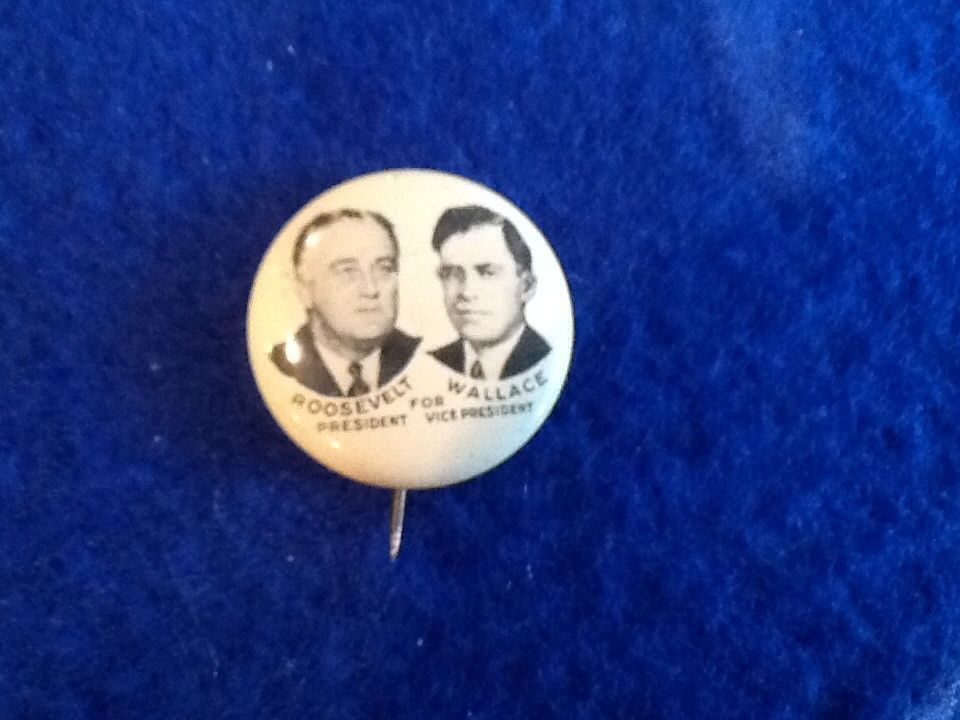 ROOSEVELT FOR WALLACE
PRESIDENT VICE PRESIDENT